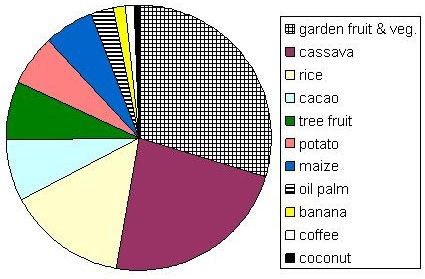 garden fruit & veg.
cassava
rice
cacao
tree fruit
potato
maize
oil palm
banana
coffee
coconut